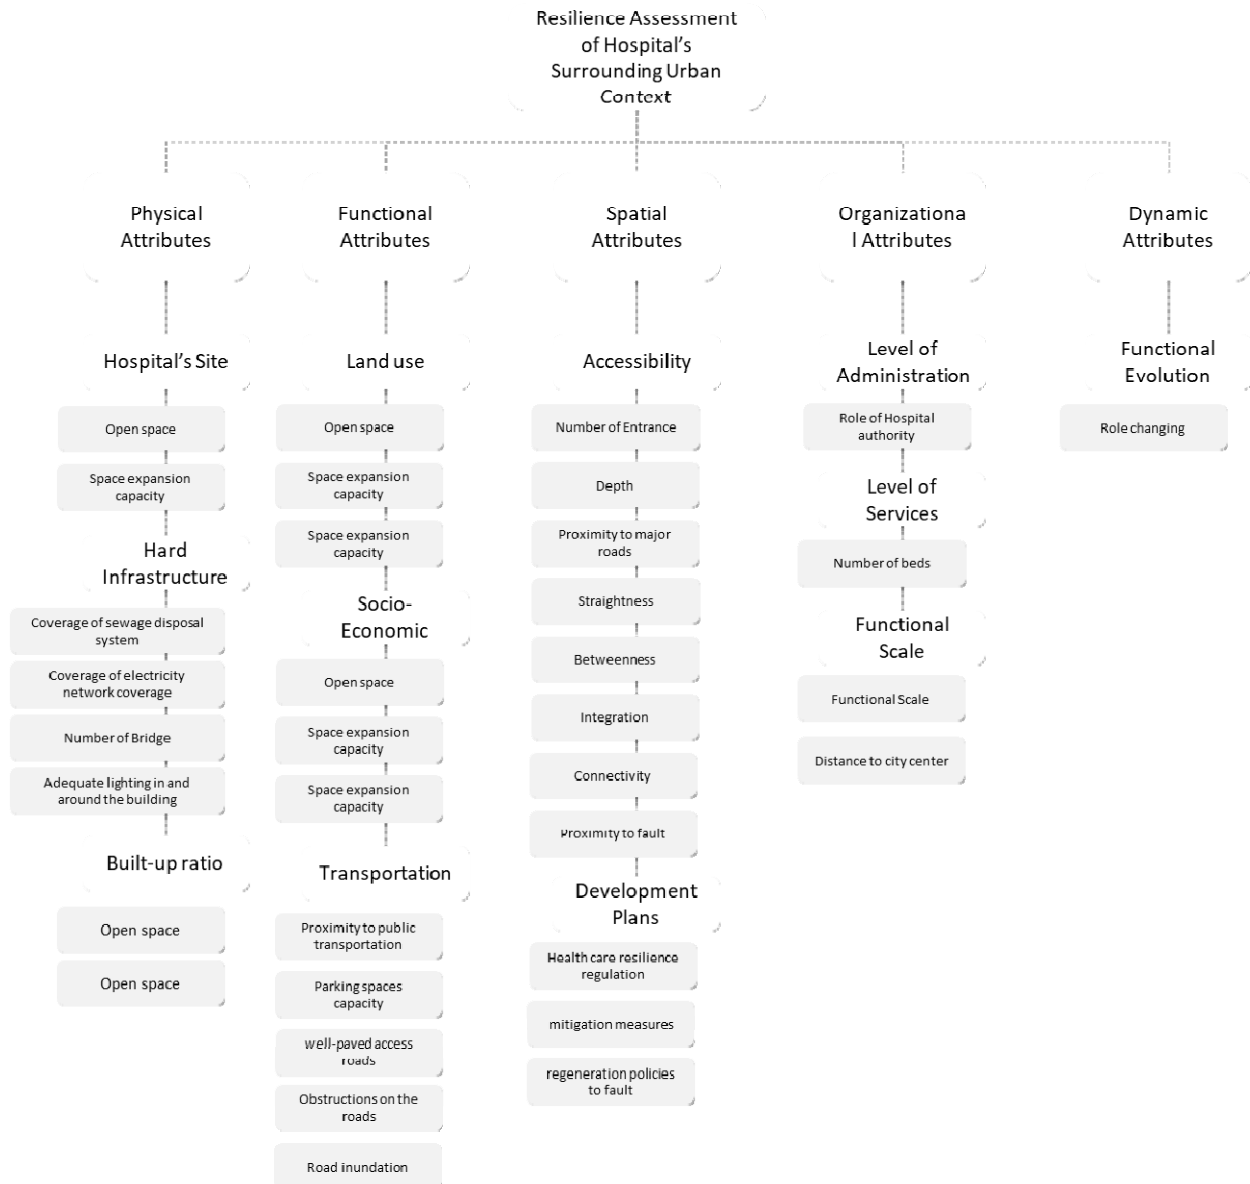 Resilience Assessment
of Hospital's
Surrounding Urban
Context
Physical
Attributes
Hospital's Site
Open space
Space expansion
capacity
Hard
Infrastructure
Coverage of sewage disposal
system
Coverage of electricity
network coverage
Number of Bridge
Adequate lighting in and
around the building
Built-up ratio
Open space
Open space
Functional
Attributes
Land use
Open space
Space expansion
capacity
Space expansion
capacity
Socio-
Economic
Open space
Space expansion
capacity
Space expansion
capacity
Transportation
Proximity to public
transportation
Parking spaces
capacity
well-paved access
roads
Obstructions on the
roads
Road inundation
Spatial
Attributes
Accessibility
Number of Entrance
Depth
Proximity to major
roads
Straightness
Betweenness
Integration
Connectivity
Proximity to fault
Development
Plans
Health care resilience
regulation
mitigation measures
regeneration policies
to fault
Organizationa
l Attributes
Level of
Administration
Role of Hospital
authority
Level of
Services
Number of beds
Functional
Scale
Functional Scale
Distance to city center
Dynamic
Attributes
Functional
Evolution
Role changing